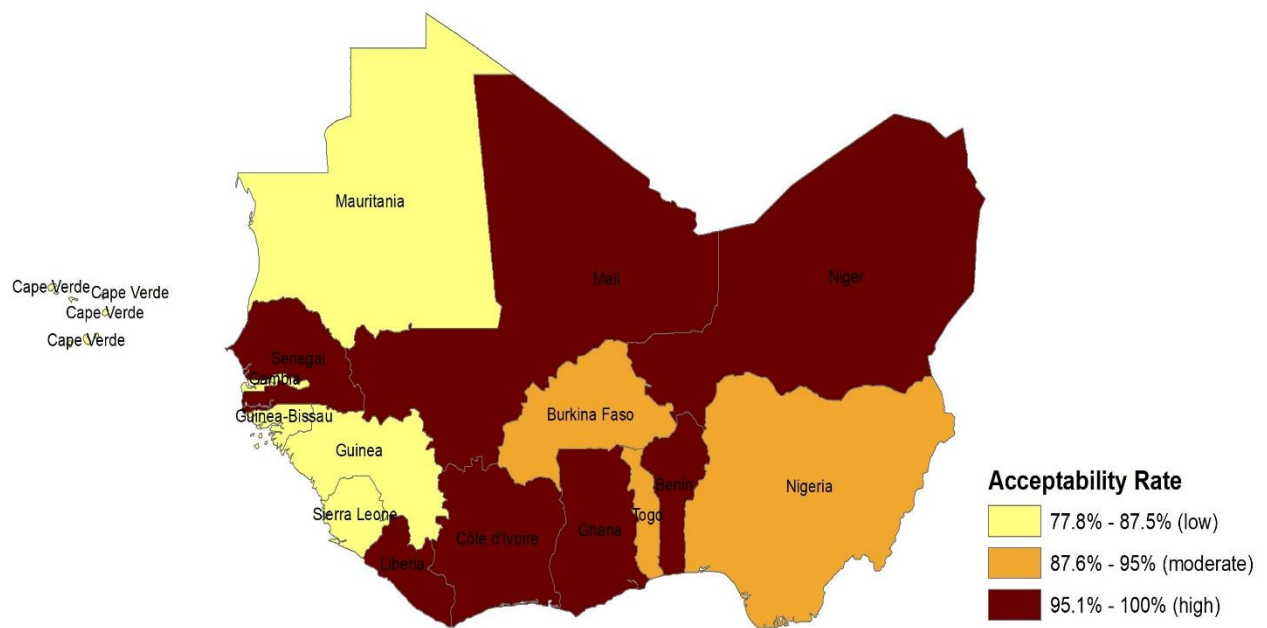 Mauritania
Mali
Niger
Cape Verde
Cape Verde
Cape Verde
Cape Verde
Senegal
Gambia
Guinea-Bissau
Guinea
Sierra Leone
Liberia
Côte d'Ivoire
Burkina Faso
Ghana
Togo
Benin
Nigeria
Acceptability Rate
77.8% - 87.5% (low)
87.6% - 95% (moderate)
95.1% - 100% (high)